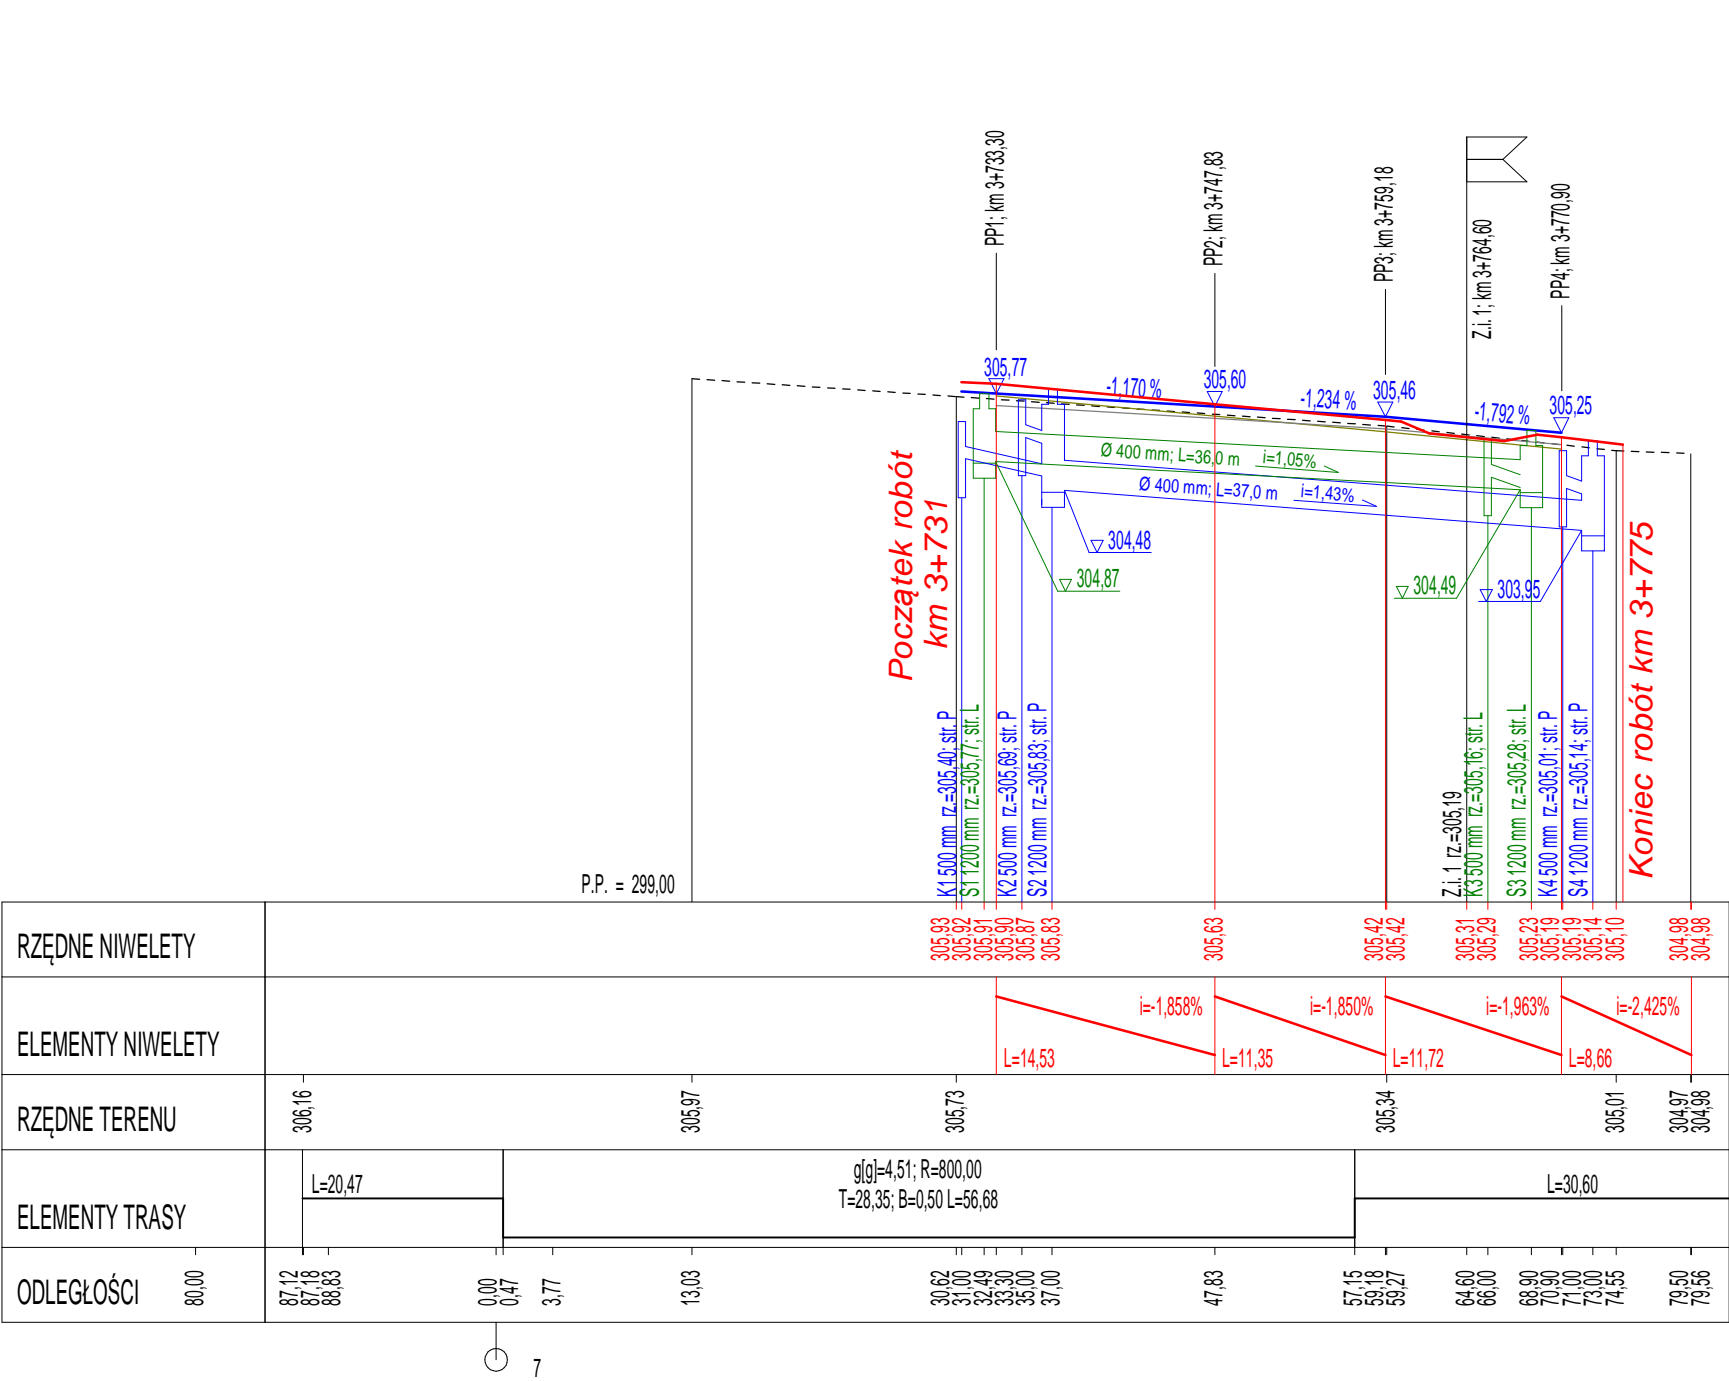 PP1; km 3+733,30
PP2; km 3+747,83
PP3; km 3+759,18
Z.i. 1; km 3+764,60
PP4; km 3+770,90
305,77
-1,170 %
305,60
-1,234 %
305,46
-1,792 %
305,25
Ø 400 mm; L=36,0 m
i=1,05%
Ø 400 mm; L=37,0 m
i=1,43%
304,48
304,87
304,49
303,95
Początek robót
km 3+731
Koniec robót km 3+775
K1 500 mm rz.=305,40; str. P
S1 1200 mm rz.=305,77; str. L
K2 500 mm rz.=305,69; str. P
S2 1200 mm rz.=305,83; str. P
Z.i. 1 rz.=305,19
K3 500 mm rz.=305,16; str. L
S3 1200 mm rz.=305,28; str. L
K4 500 mm rz.=305,01; str. P
S4 1200 mm rz.=305,14; str. P
P.P. = 299,00
RZĘDNE NIWELETY
305,93
305,92
305,91
305,90
305,87
305,83
305,63
305,42
305,42
305,31
305,29
305,23
305,19
305,19
305,14
305,10
304,98
304,98
ELEMENTY NIWELETY
i=-1,858%
L=14,53
i=-1,850%
L=11,35
i=-1,963%
L=11,72
i=-2,425%
L=8,66
RZĘDNE TERENU
306,16
305,97
305,73
305,34
305,01
304,97
304,98
ELEMENTY TRASY
L=20,47
g[g]=4,51; R=800,00
T=28,35; B=0,50 L=56,68
L=30,60
ODLEGŁOŚCI
80,00
87,12
87,18
88,83
0,00
0,47
3,77
13,03
30,62
31,00
32,49
33,30
35,00
37,00
47,83
57,15
59,18
59,27
64,60
66,00
68,90
70,90
71,00
73,00
74,55
79,50
79,56
7